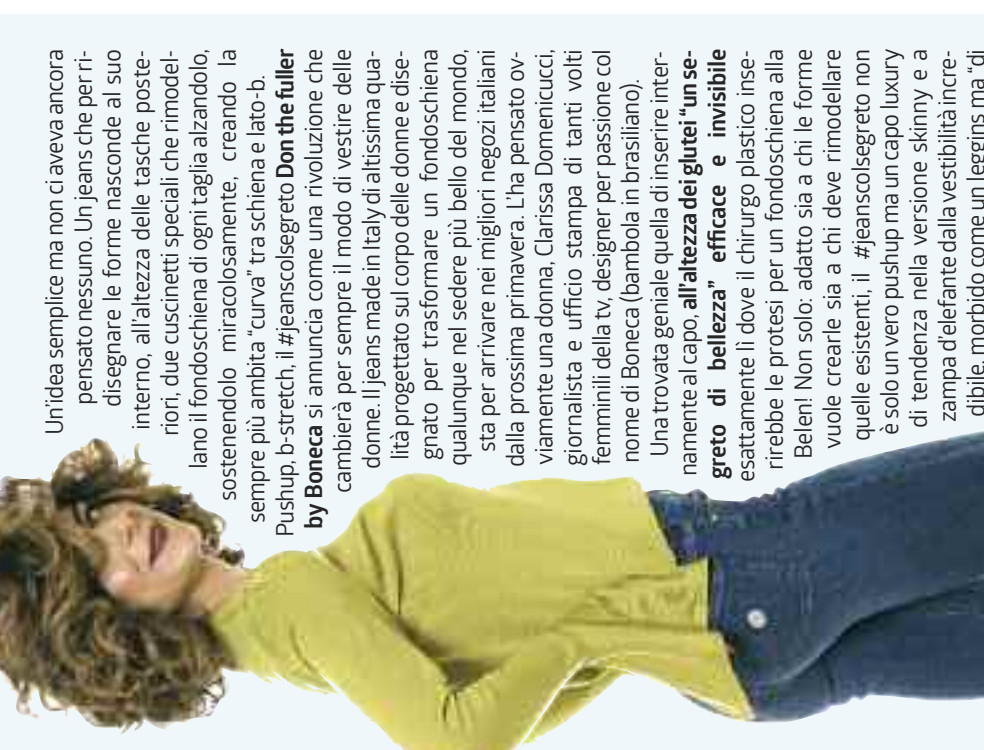 Un'idea semplice ma non ci aveva ancora
pensato nessuno. Un jeans che per ri-
disegnare le forme nasconde al suo
interno, all'altezza delle tasche poste-
riori, due cuscinetti speciali che rimodel-
lano il fondoschiena di ogni taglia alzandolo,
sostenendolo miracolosamente, creando la
sempre più ambita "curva" tra schiena e lato-b.
Pushup, b-stretch, il #jeanscolsegreto Don the fuller
by Boneca si annuncia come una rivoluzione che
cambierà per sempre il modo di vestire delle
donne. Il jeans made in Italy di altissima qua-
lità progettato sul corpo delle donne e dise-
gnato per trasformare un fondoschiena
qualunque nel sedere più bello del mondo,
sta per arrivare nei migliori negozi italiani
dalla prossima primavera. L'ha pensato ov-
viamente una donna, Clarissa Domenicucci,
giornalista e ufficio stampa di tanti volti
femminili della tv, designer per passione col
nome di Boneca (bambola in brasiliano).
Una trovata geniale quella di inserire inter-
namente al capo, all'altezza dei glutei "un se-
greto di bellezza" efficace e invisibile
esattamente lì dove il chirurgo plastico inse-
rirebbe le protesi per un fondoschiena alla
Belen! Non solo: adatto sia a chi le forme
vuole crearle sia a chi deve rimodellare
quelle esistenti, il #jeanscolsegreto non
è solo un vero pushup ma un capo luxury
di tendenza nella versione skinny e a
zampa d'elefante dalla vestibilità incre-
dibile, morbido come un leggins ma "di